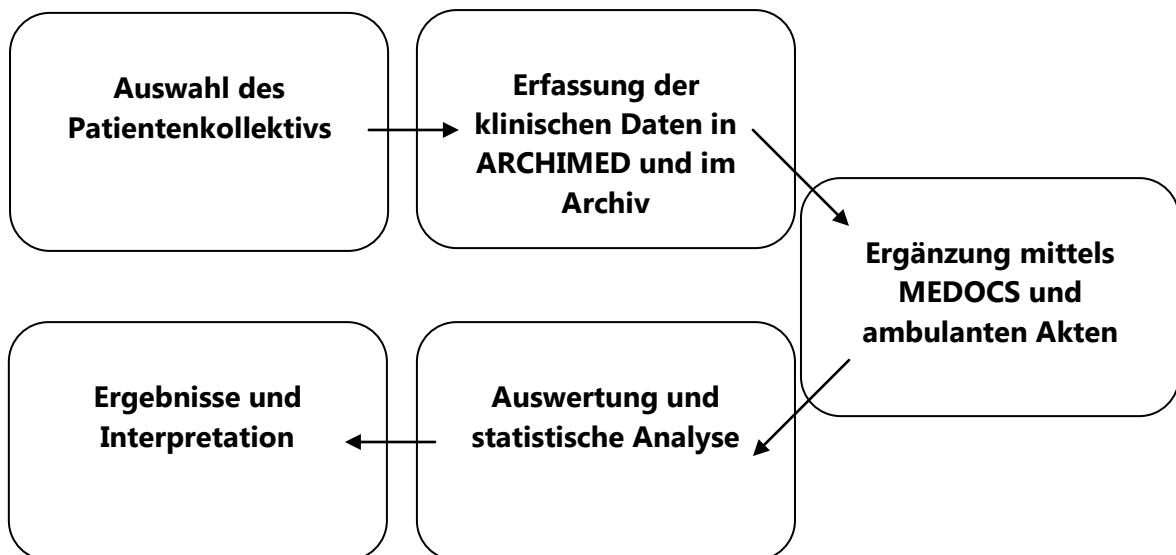 Auswahl des
Patientenkollektivs
Erfassung der
klinischen Daten in
ARCHIMED und im
Archiv
Ergänzung mittels
MEDOCS und
ambulanten Akten
Auswertung und
statistische Analyse
Ergebnisse und
Interpretation